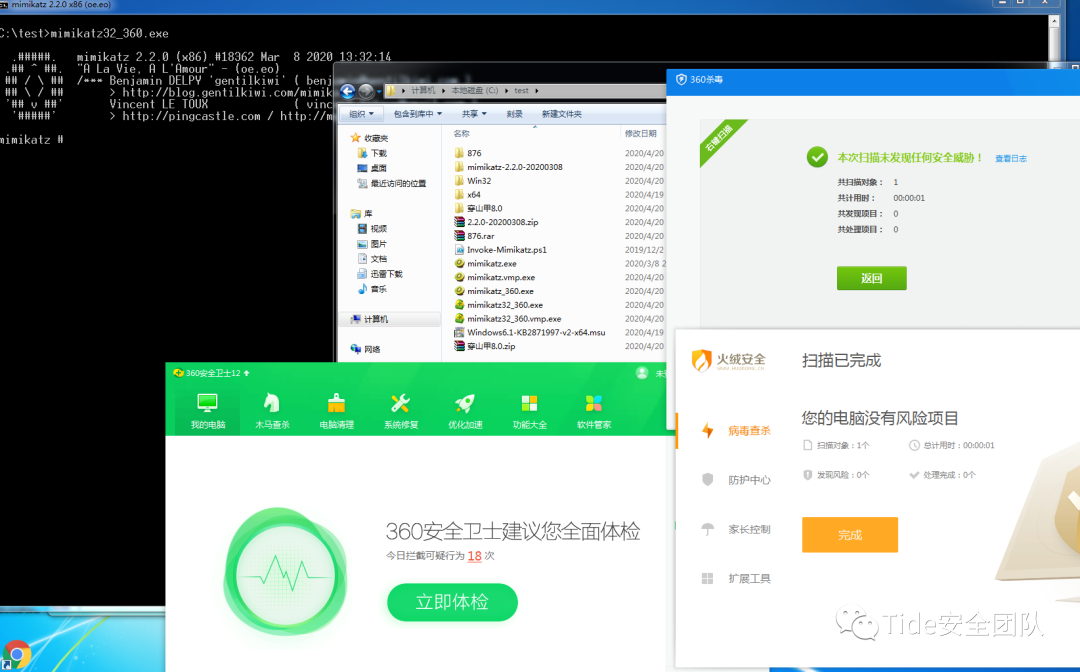 mimikatz 2.2.0 x86 (oe.eo)
C:\test>mimikatz32_360.exe
.#####. mimikatz 2.2.0 (x86) #18362 Mar 8 2020 13:32:14
.## ^ ##. "A La Vie, A L'Amour" - (oe.eo)
## / \ ## /*** Benjamin DELPY `gentilkiwi` ( benj
## \ / ## > http://blog.gentilkiwi.com/mimik
'## v ##' Vincent LE TOUX ( vinc
'#####' > http://pingcastle.com / http://m
mimikatz #
计算机 本地磁盘 (C:) test
组织 包含到库中 共享 刻录 新建文件夹
收藏夹
下载
桌面
最近访问的位置
库
视频
图片
文档
迅雷下载
音乐
计算机
网络
名称 修改日期
876 2020/4/20
mimikatz-2.2.0-20200308 2020/4/20
Win32 2020/4/20
x64 2020/4/19
穿山甲8.0 2020/4/20
2.2.0-20200308.zip 2020/4/20
876.rar 2020/4/20
Invoke-Mimikatz.ps1 2019/12/2
mimikatz.exe 2020/3/8 2
mimikatz.vmp.exe 2020/4/20
mimikatz_360.exe 2020/4/20
mimikatz32_360.exe 2020/4/20
mimikatz32_360.vmp.exe 2020/4/20
Windows6.1-KB2871997-v2-x64.msu 2020/4/19
穿山甲8.0.zip 2020/4/20
360杀毒
右键扫描
本次扫描未发现任何安全威胁！ 查看日志
共扫描对象： 1
共计用时： 00:00:01
共发现项目： 0
共处理项目： 0
返回
360安全卫士12
我的电脑 木马查杀 电脑清理 系统修复 优化加速 功能大全 软件管家
360安全卫士建议您全面体检
今日拦截可疑行为 18 次
立即体检
火绒安全
扫描已完成
病毒查杀
防护中心
家长控制
扩展工具
您的电脑没有风险项目
扫描对象：1个 总计用时：00:00:01
发现风险：0个 处理完成：0个
完成
Tide安全团队